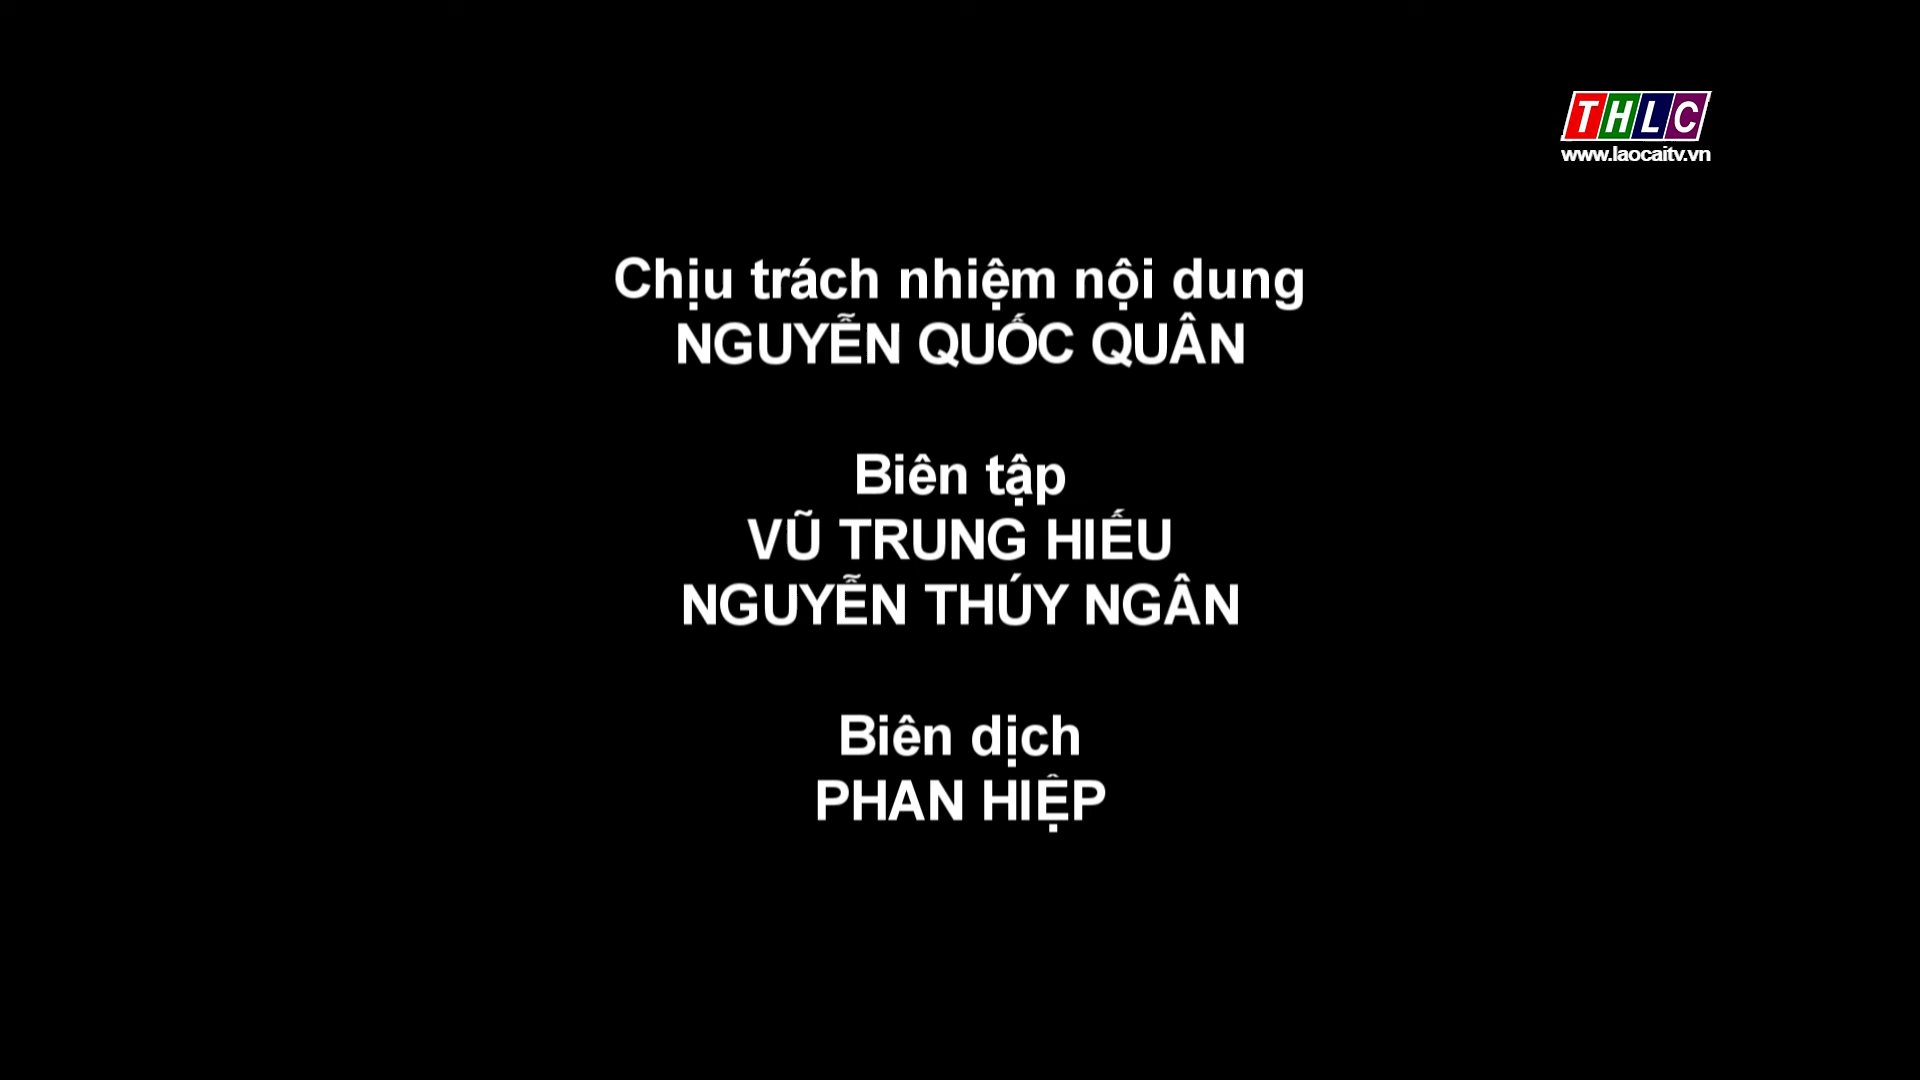 THLC
www.laocaitv.vn
Chịu trách nhiệm nội dung
NGUYỄN QUỐC QUÂN
Biên tập
VŨ TRUNG HIẾU
NGUYỄN THÚY NGÂN
Biên dịch
PHAN HIỆP